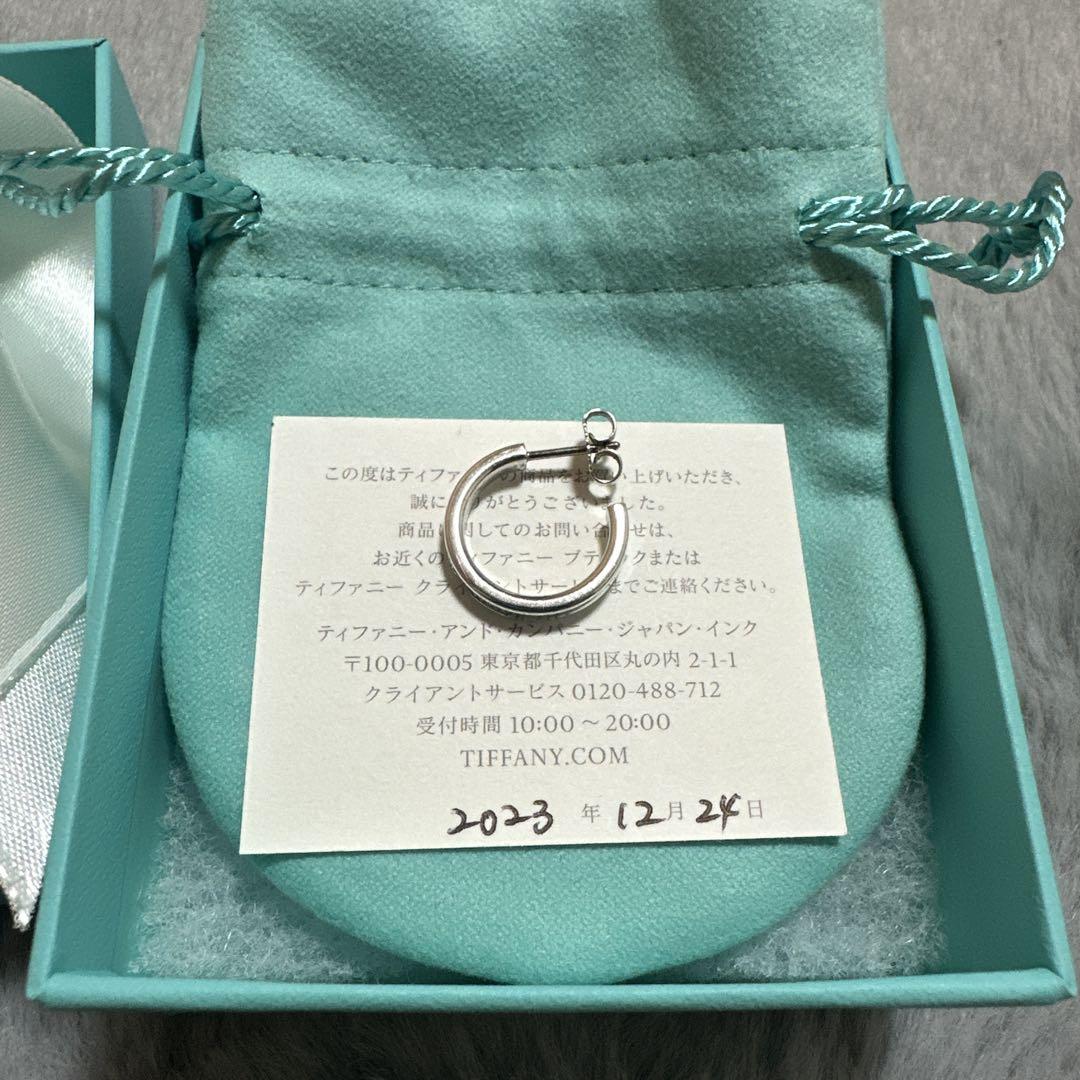 この度はティファ の商品をお い上げいただき、
誠に りがとうございました。
商品に関してのお問い合せは、
お近くの ィファニー ブティックまたは
ティファニー クライアントサービ までご連絡ください。
ティファニー・アンド・カンパニー・ジャパン・インク
〒100-0005 東京都千代田区丸の内 2-1-1
クライアントサービス 0120-488-712
受付時間 10:00 〜 20:00
TIFFANY.COM
2023 年 12 月 24 日